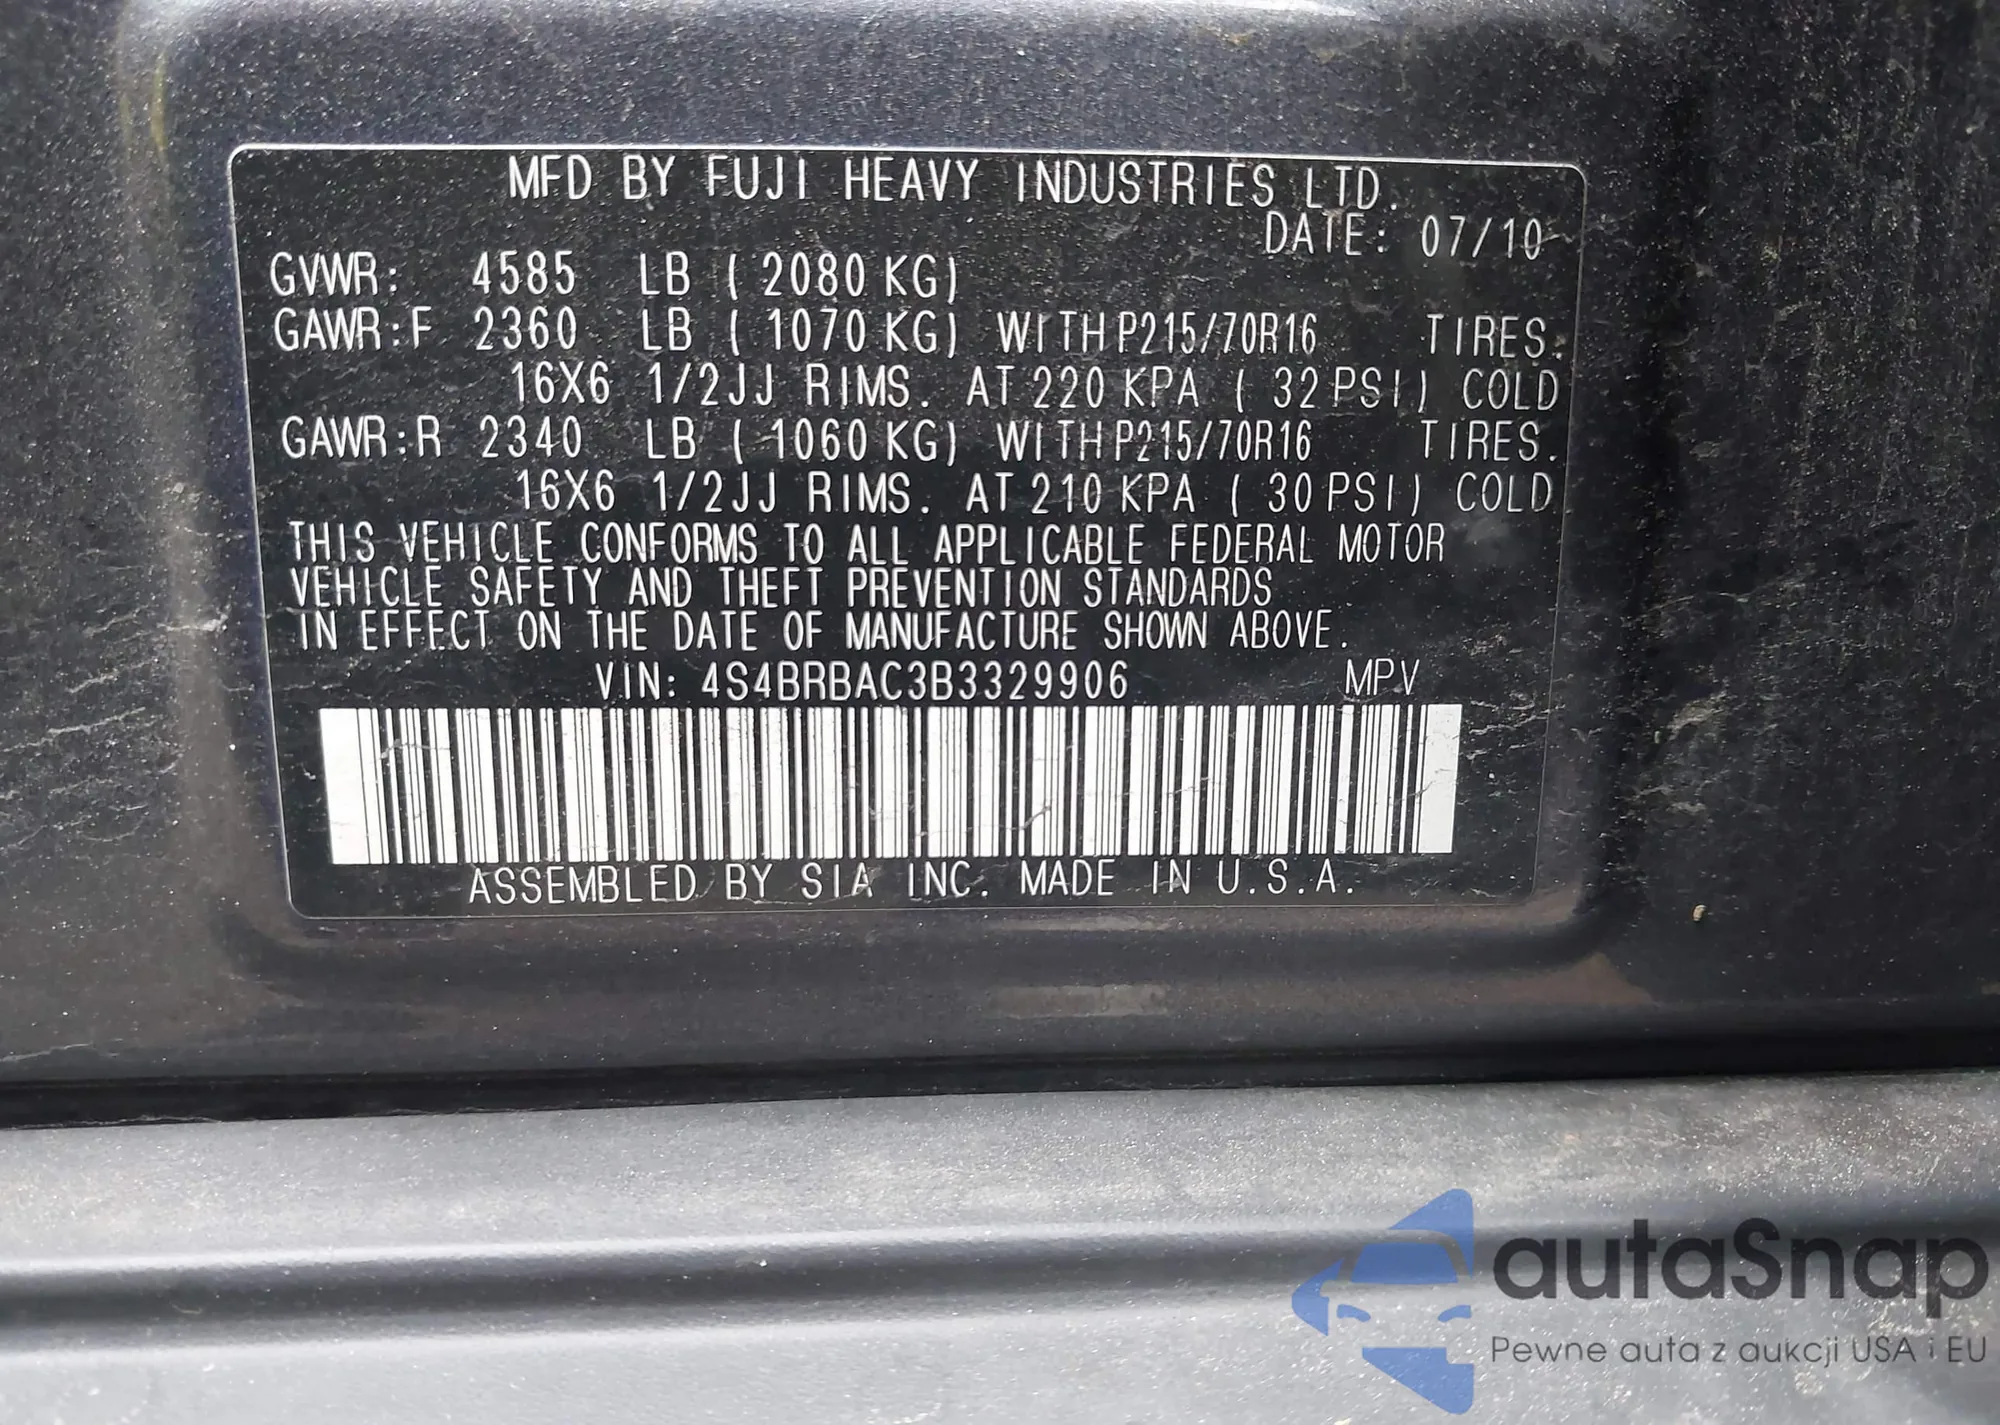 MFD BY FUJI HEAVY INDUSTRIES LTD.
DATE: 07/10
GVWR: 4585 LB ( 2080 KG)
GAWR:F 2360 LB ( 1070 KG) WITH P215/70R16 TIRES.
16X6 1/2JJ RIMS. AT 220 KPA ( 32 PSI) COLD
GAWR:R 2340 LB ( 1060 KG) WITH P215/70R16 TIRES.
16X6 1/2JJ RIMS. AT 210 KPA ( 30 PSI) COLD
THIS VEHICLE CONFORMS TO ALL APPLICABLE FEDERAL MOTOR
VEHICLE SAFETY AND THEFT PREVENTION STANDARDS
IN EFFECT ON THE DATE OF MANUFACTURE SHOWN ABOVE.
VIN: 4S4BRBAC3B3329906 MPV
ASSEMBLED BY SIA INC. MADE IN U.S.A.
autaSnap
Pewne auta z aukcji USA i EU